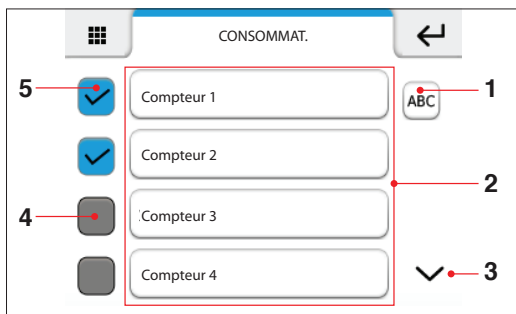 CONSOMMAT.
5
Compteur 1
ABC
1
Compteur 2
2
4
Compteur 3
Compteur 4
3